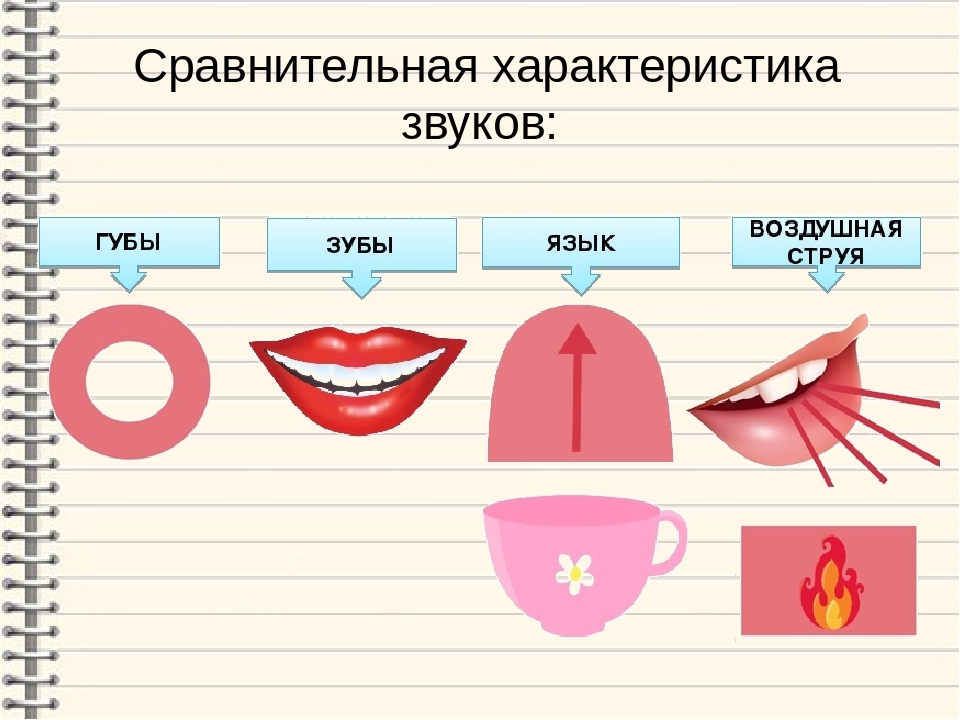 Сравнительная характеристика
звуков:
ГУБЫ
ЗУБЫ
ЯЗЫК
ВОЗДУШНАЯ
СТРУЯ